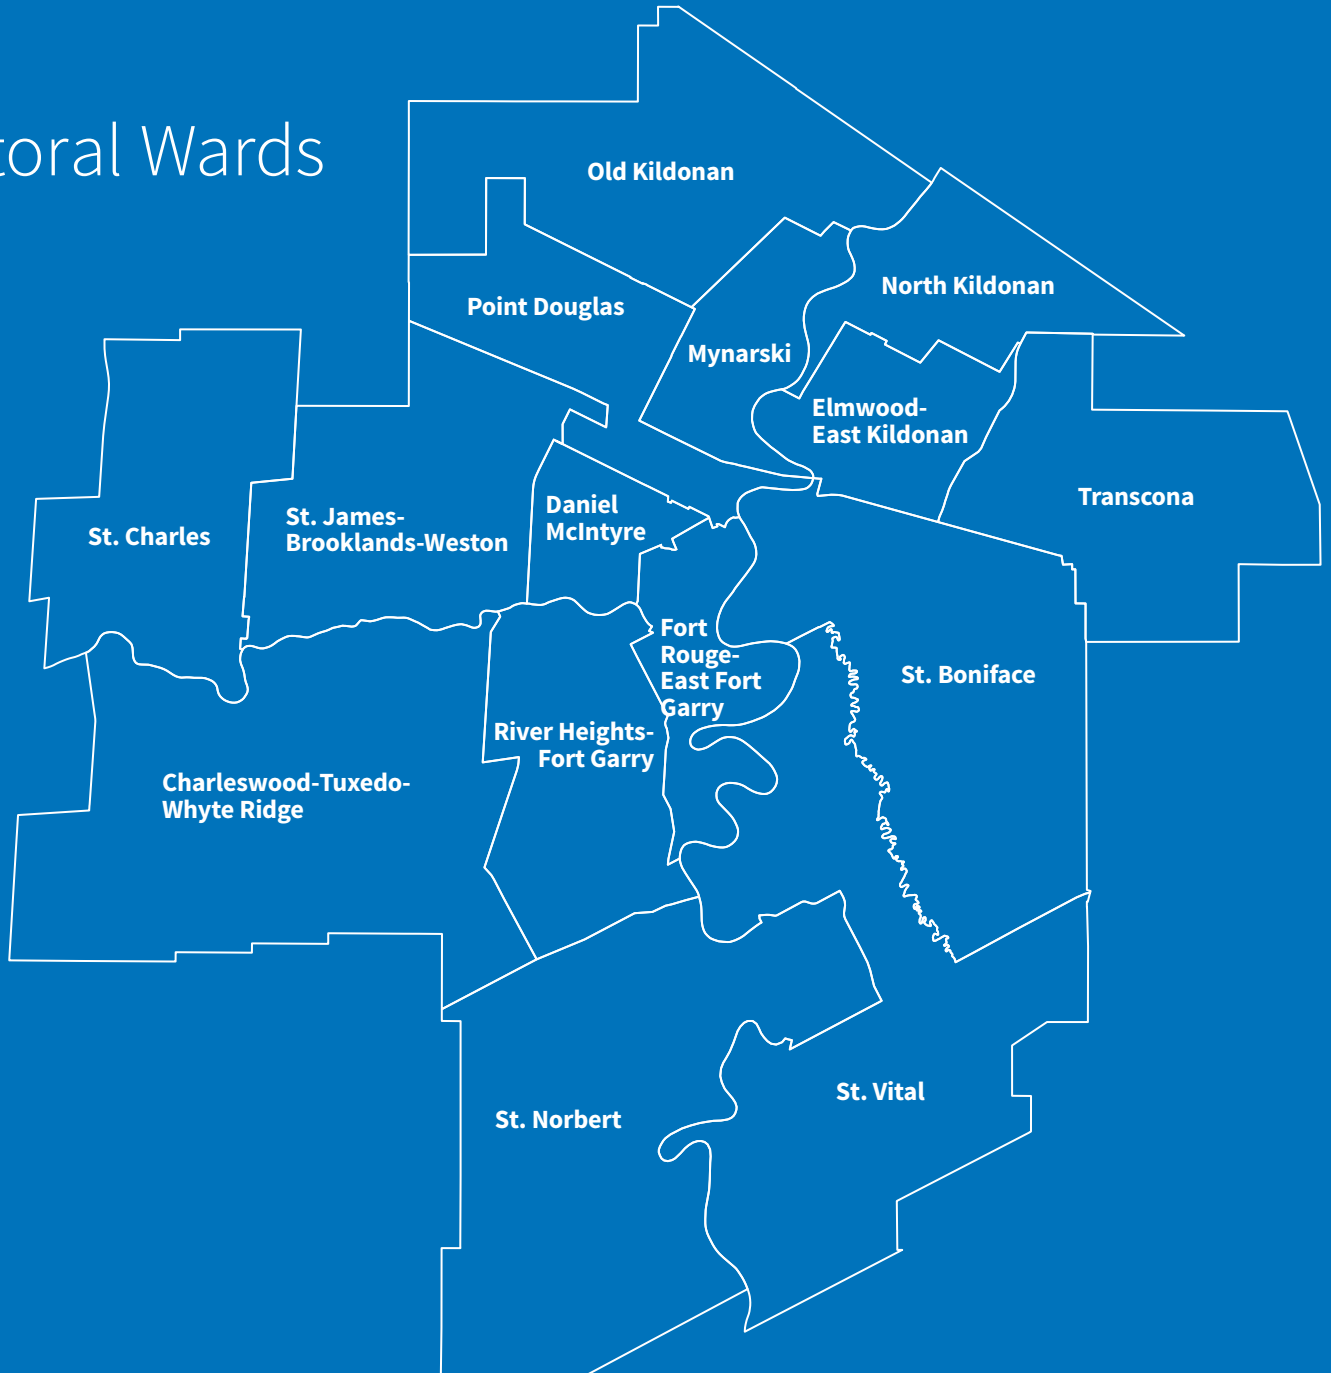 toral Wards
Old Kildonan
North Kildonan
Point Douglas
Mynarski
Elmwood-
East Kildonan
Transcona
Daniel
McIntyre
St. James-
Brooklands-Weston
St. Charles
Fort
Rouge-
East Fort
Garry
St. Boniface
River Heights-
Fort Garry
Charleswood-Tuxedo-
Whyte Ridge
St. Vital
St. Norbert